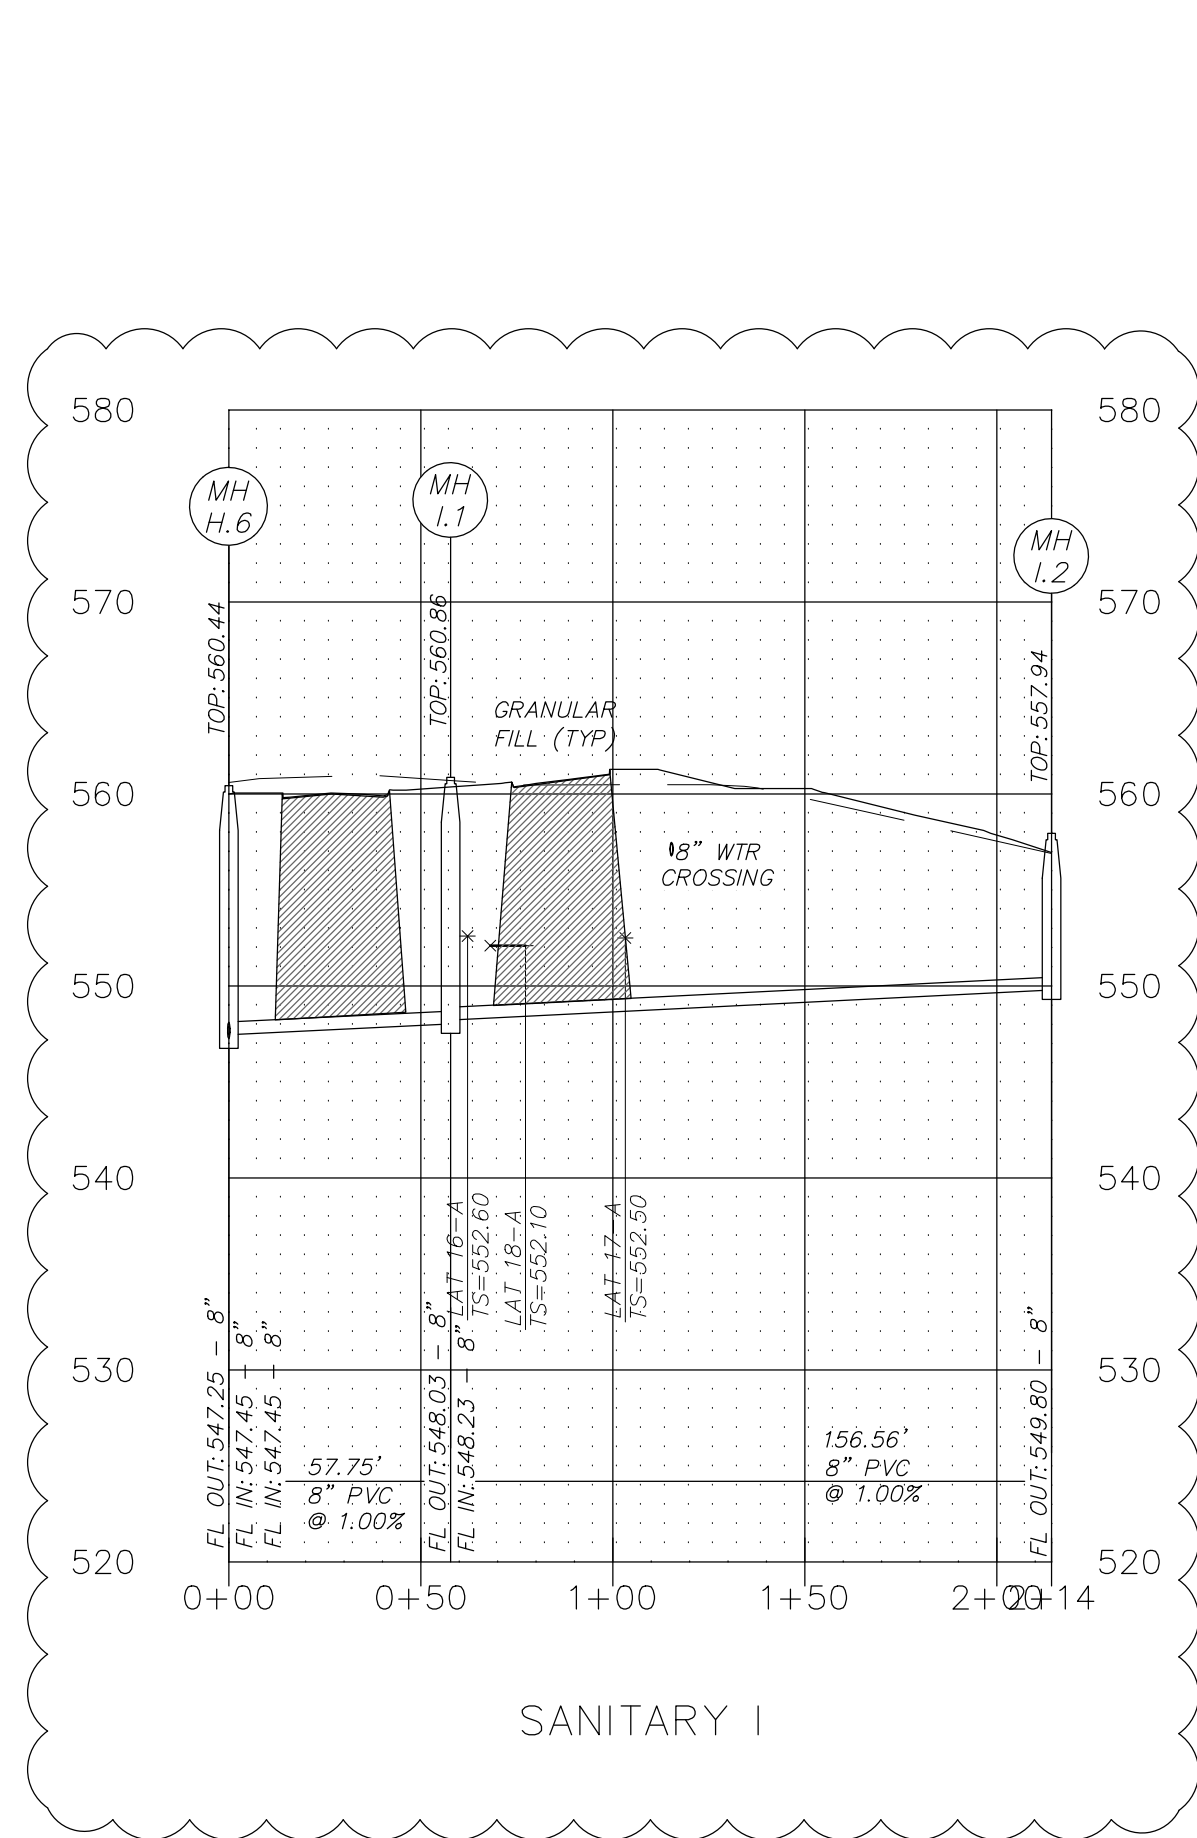 580
580
MH
H.6
MH
I.1
MH
I.2
570
570
TOP:560.44
TOP:560.86
TOP:557.94
GRANULAR
FILL (TYP)
560
560
8" WTR
CROSSING
550
550
540
540
LAT 16-A
TS=552.60
LAT 18-A
TS=552.10
LAT 17-A
TS=552.50
530
530
FL OUT:547.25 - 8"
FL IN:547.45 - 8"
FL IN:547.45 - 8"
57.75'
8" PVC
@ 1.00%
FL OUT:548.03 - 8"
FL IN:548.23 - 8"
156.56'
8" PVC
@ 1.00%
FL OUT:549.80 - 8"
520
520
0+00
0+50
1+00
1+50
2+00
2+14
SANITARY I